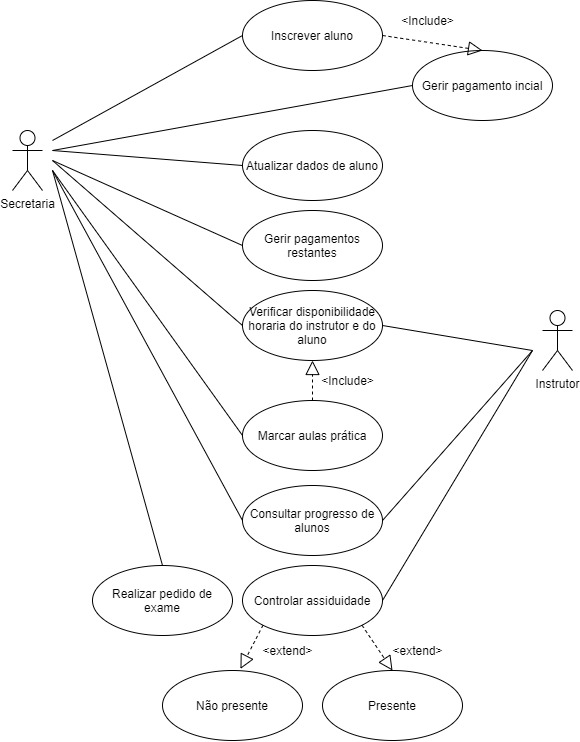 <Include>
Inscrever aluno
Gerir pagamento incial
Atualizar dados de aluno
Secretaria
Gerir pagamentos
restantes
Verificar disponibilidade
horaria do instrutor e do
aluno
<Include>
Instrutor
Marcar aulas prática
Consultar progresso de
alunos
Realizar pedido de
exame
Controlar assiduidade
<extend>
<extend>
Não presente
Presente